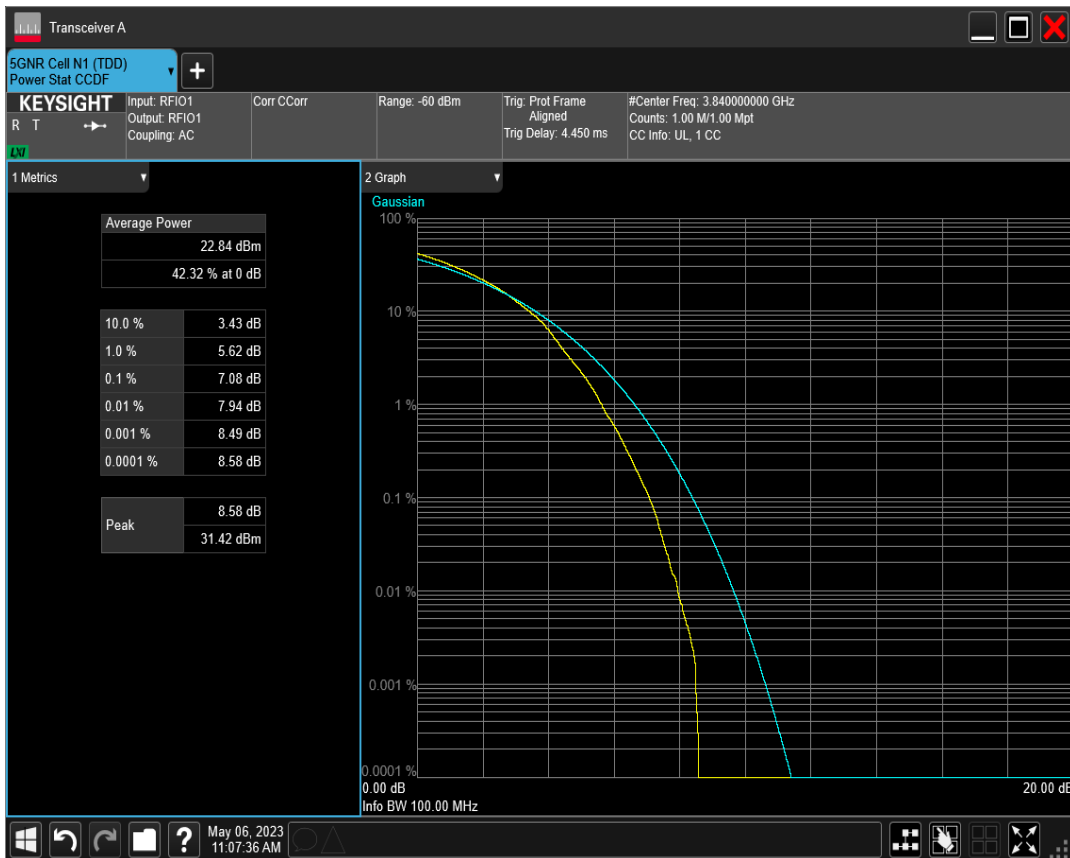 Transceiver A
5GNR Cell N1 (TDD)
Power Stat CCDF
KEYSIGHT
R T
LXI
Input: RFIO1
Output: RFIO1
Coupling: AC
Corr CCorr
Range: -60 dBm
Trig: Prot Frame
Aligned
Trig Delay: 4.450 ms
#Center Freq: 3.840000000 GHz
Counts: 1.00 M/1.00 Mpt
CC Info: UL, 1 CC
1 Metrics
Average Power
22.84 dBm
42.32 % at 0 dB
10.0 % 3.43 dB
1.0 % 5.62 dB
0.1 % 7.08 dB
0.01 % 7.94 dB
0.001 % 8.49 dB
0.0001 % 8.58 dB
Peak
8.58 dB
31.42 dBm
2 Graph
Gaussian
100 %
10 %
1 %
0.1 %
0.01 %
0.001 %
0.0001 %
0.00 dB 20.00 dB
Info BW 100.00 MHz
?
May 06, 2023
11:07:36 AM